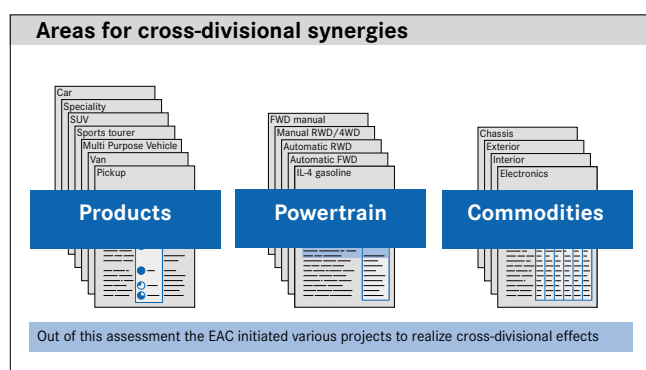 Areas for cross-divisional synergies
Car
Speciality
SUV
Sports tourer
Multi Purpose Vehicle
Van
Pickup
Products
FWD manual
Manual RWD/4WD
Automatic RWD
Automatic FWD
IL-4 gasoline
Powertrain
Chassis
Exterior
Interior
Electronics
Commodities
Out of this assessment the EAC initiated various projects to realize cross-divisional effects